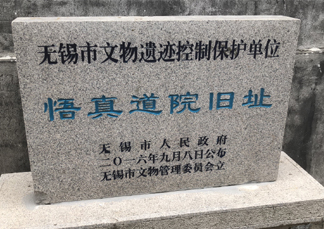 无锡市文物遗迹控制保护单位
悟真道院旧址
无锡市人民政府
二〇一六年九月八日公布
无锡市文物管理委员会立